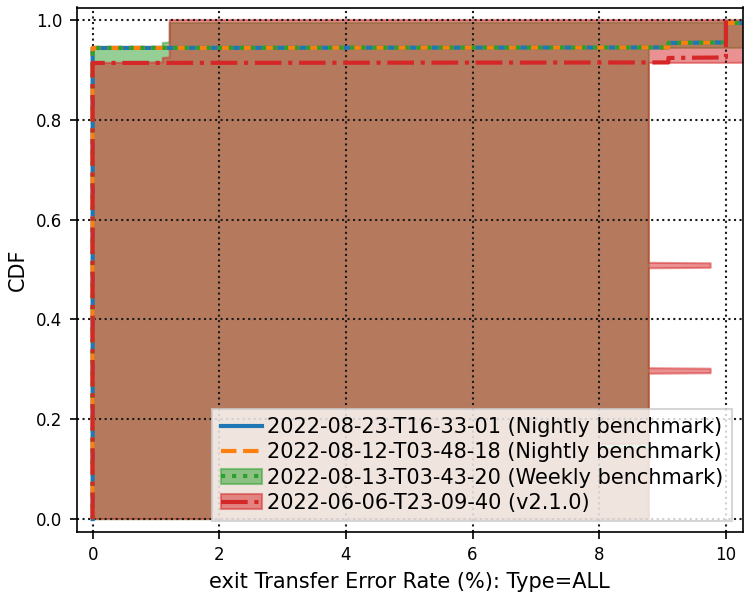 1.0
0.8
0.6
0.4
0.2
0.0
CDF
2022-08-23-T16-33-01 (Nightly benchmark)
2022-08-12-T03-48-18 (Nightly benchmark)
2022-08-13-T03-43-20 (Weekly benchmark)
2022-06-06-T23-09-40 (v2.1.0)
0 2 4 6 8 10
exit Transfer Error Rate (%): Type=ALL